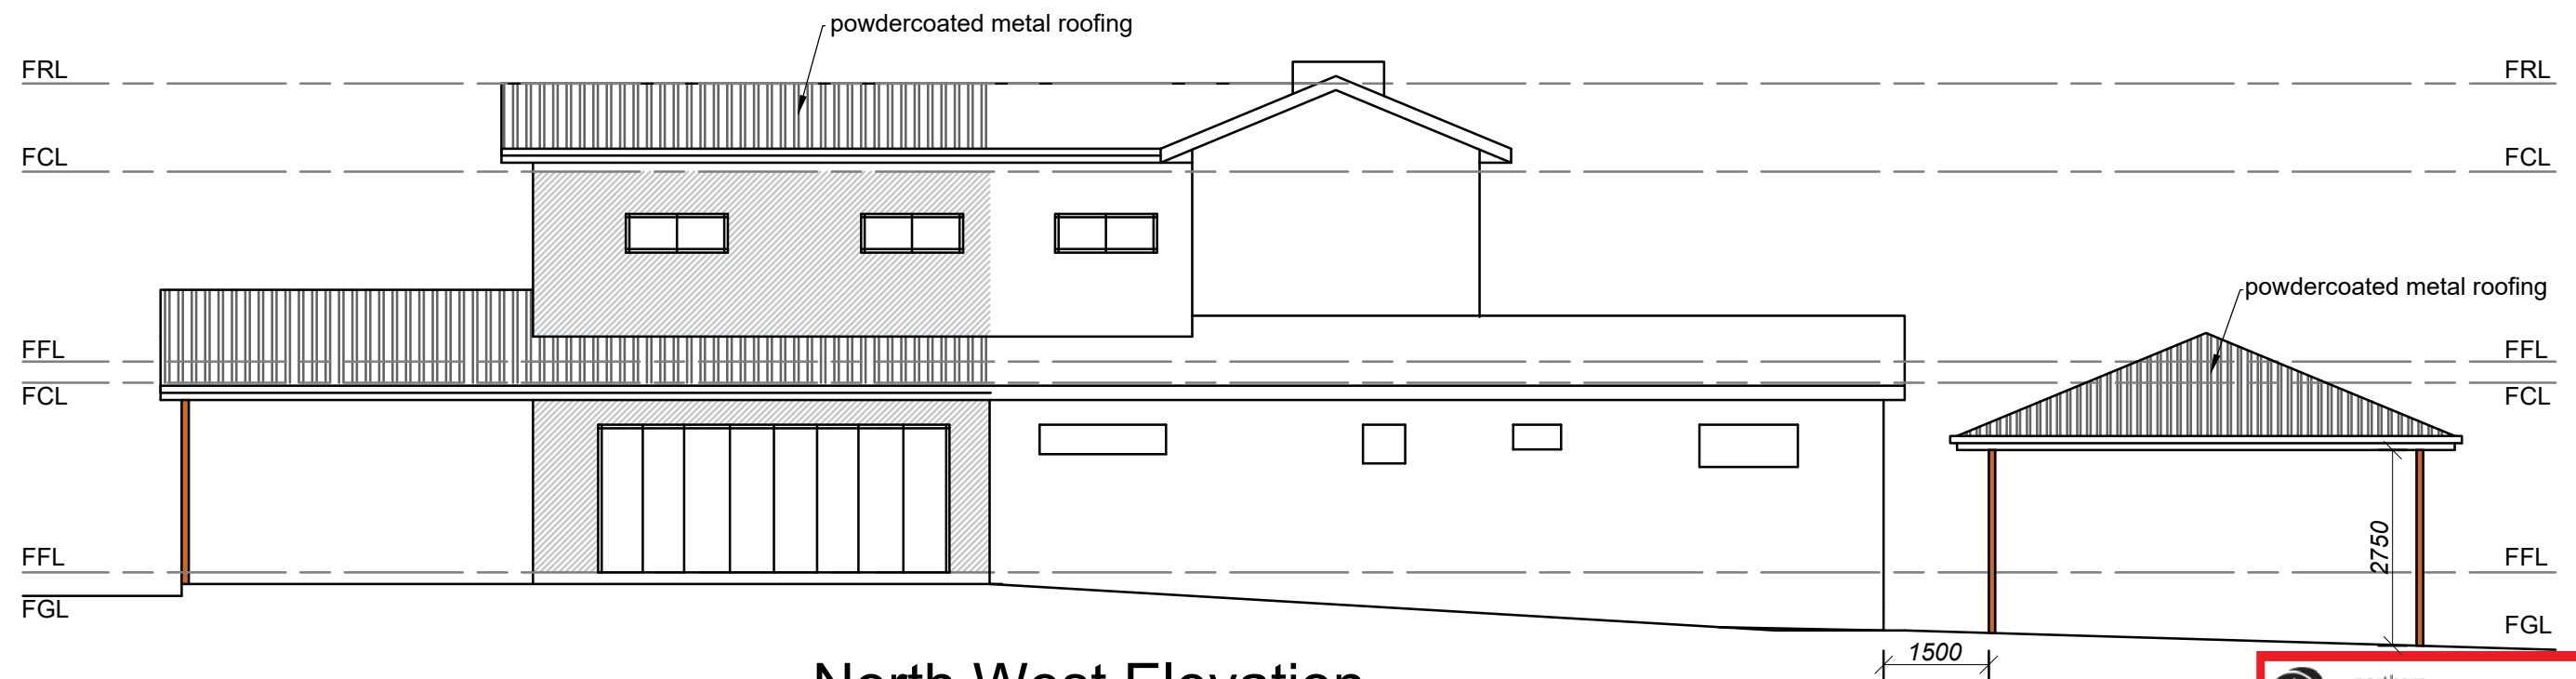 powdercoated metal roofing
FRL FRL
FCL FCL
powdercoated metal roofing
FFL FFL
FCL FCL
2750
FFL FFL
FGL FGL
1500
North West Elevation